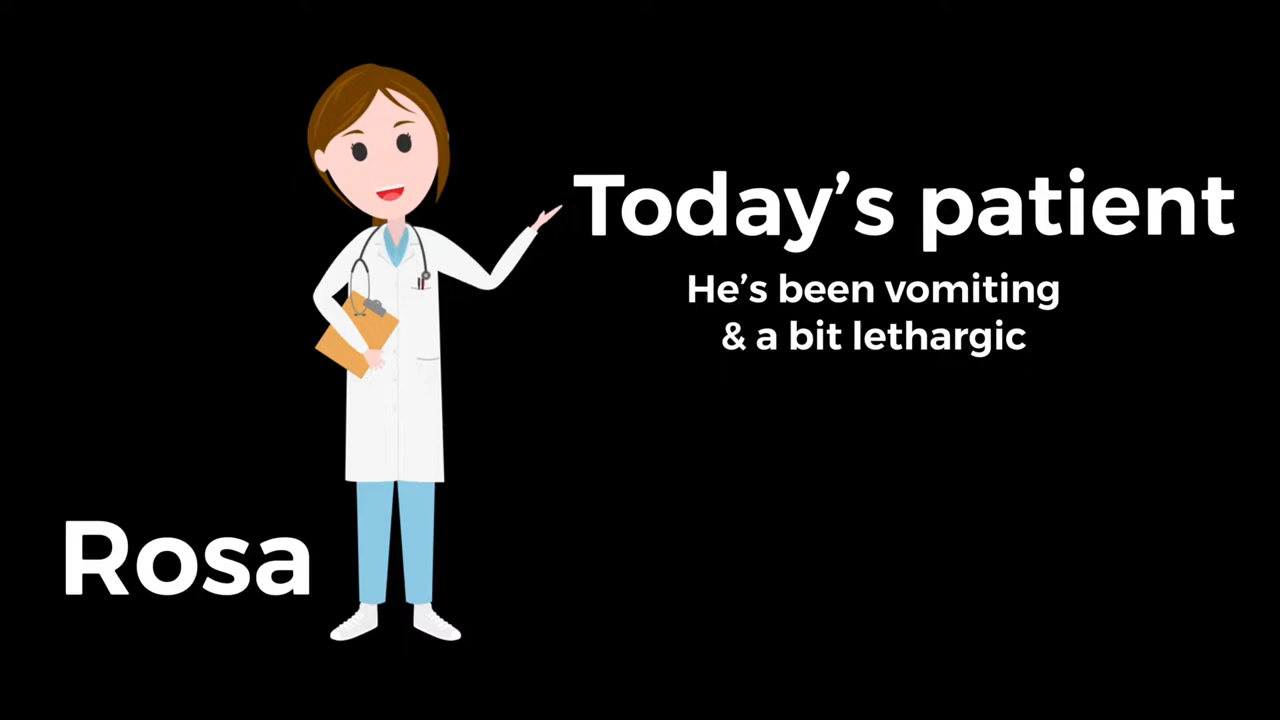 Today’s patient
He’s been vomiting
& a bit lethargic
Rosa